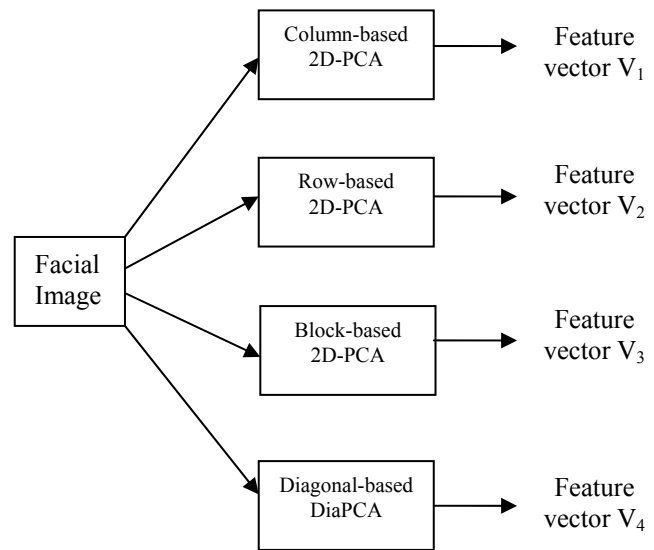 Column-based
2D-PCA
Feature
vector V₁
Row-based
2D-PCA
Feature
vector V₂
Facial
Image
Block-based
2D-PCA
Feature
vector V₃
Diagonal-based
DiaPCA
Feature
vector V₄